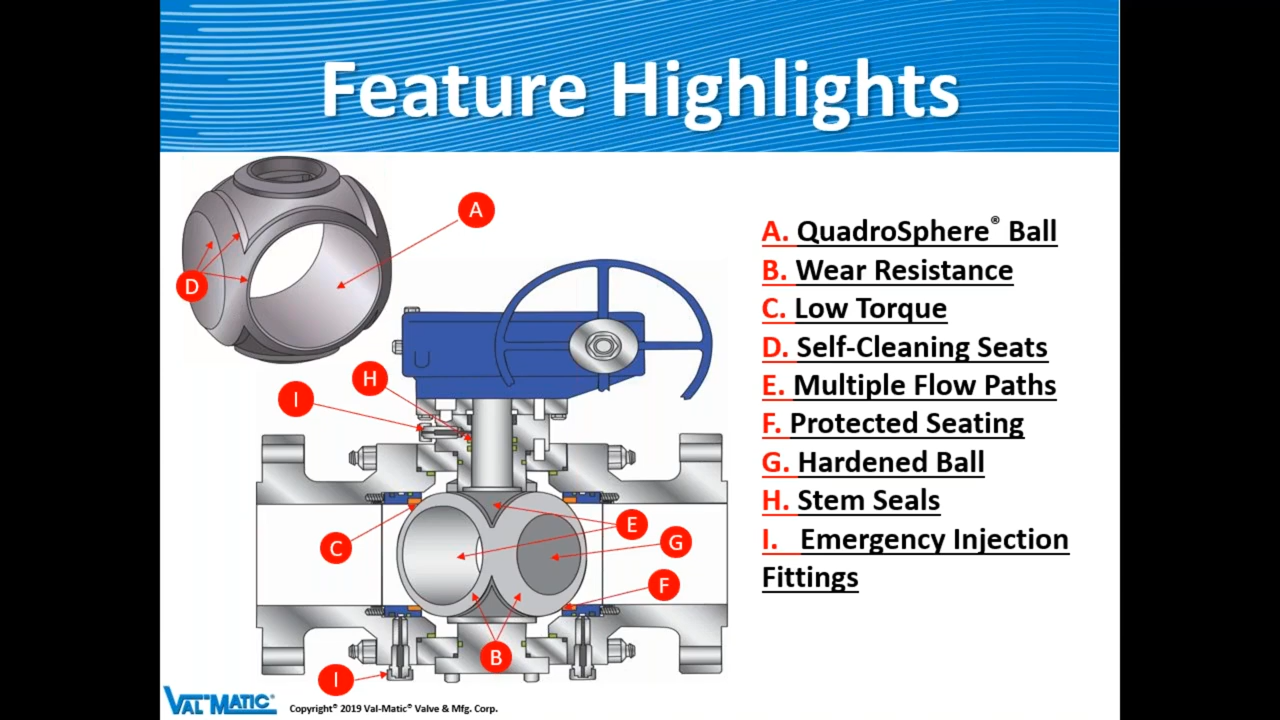 Feature Highlights
A
D
H
I
C
E
G
F
B
I
A. QuadroSphere® Ball
B. Wear Resistance
C. Low Torque
D. Self-Cleaning Seats
E. Multiple Flow Paths
F. Protected Seating
G. Hardened Ball
H. Stem Seals
I. Emergency Injection
Fittings
VAL-MATIC®
Copyright® 2019 Val-Matic® Valve & Mfg. Corp.